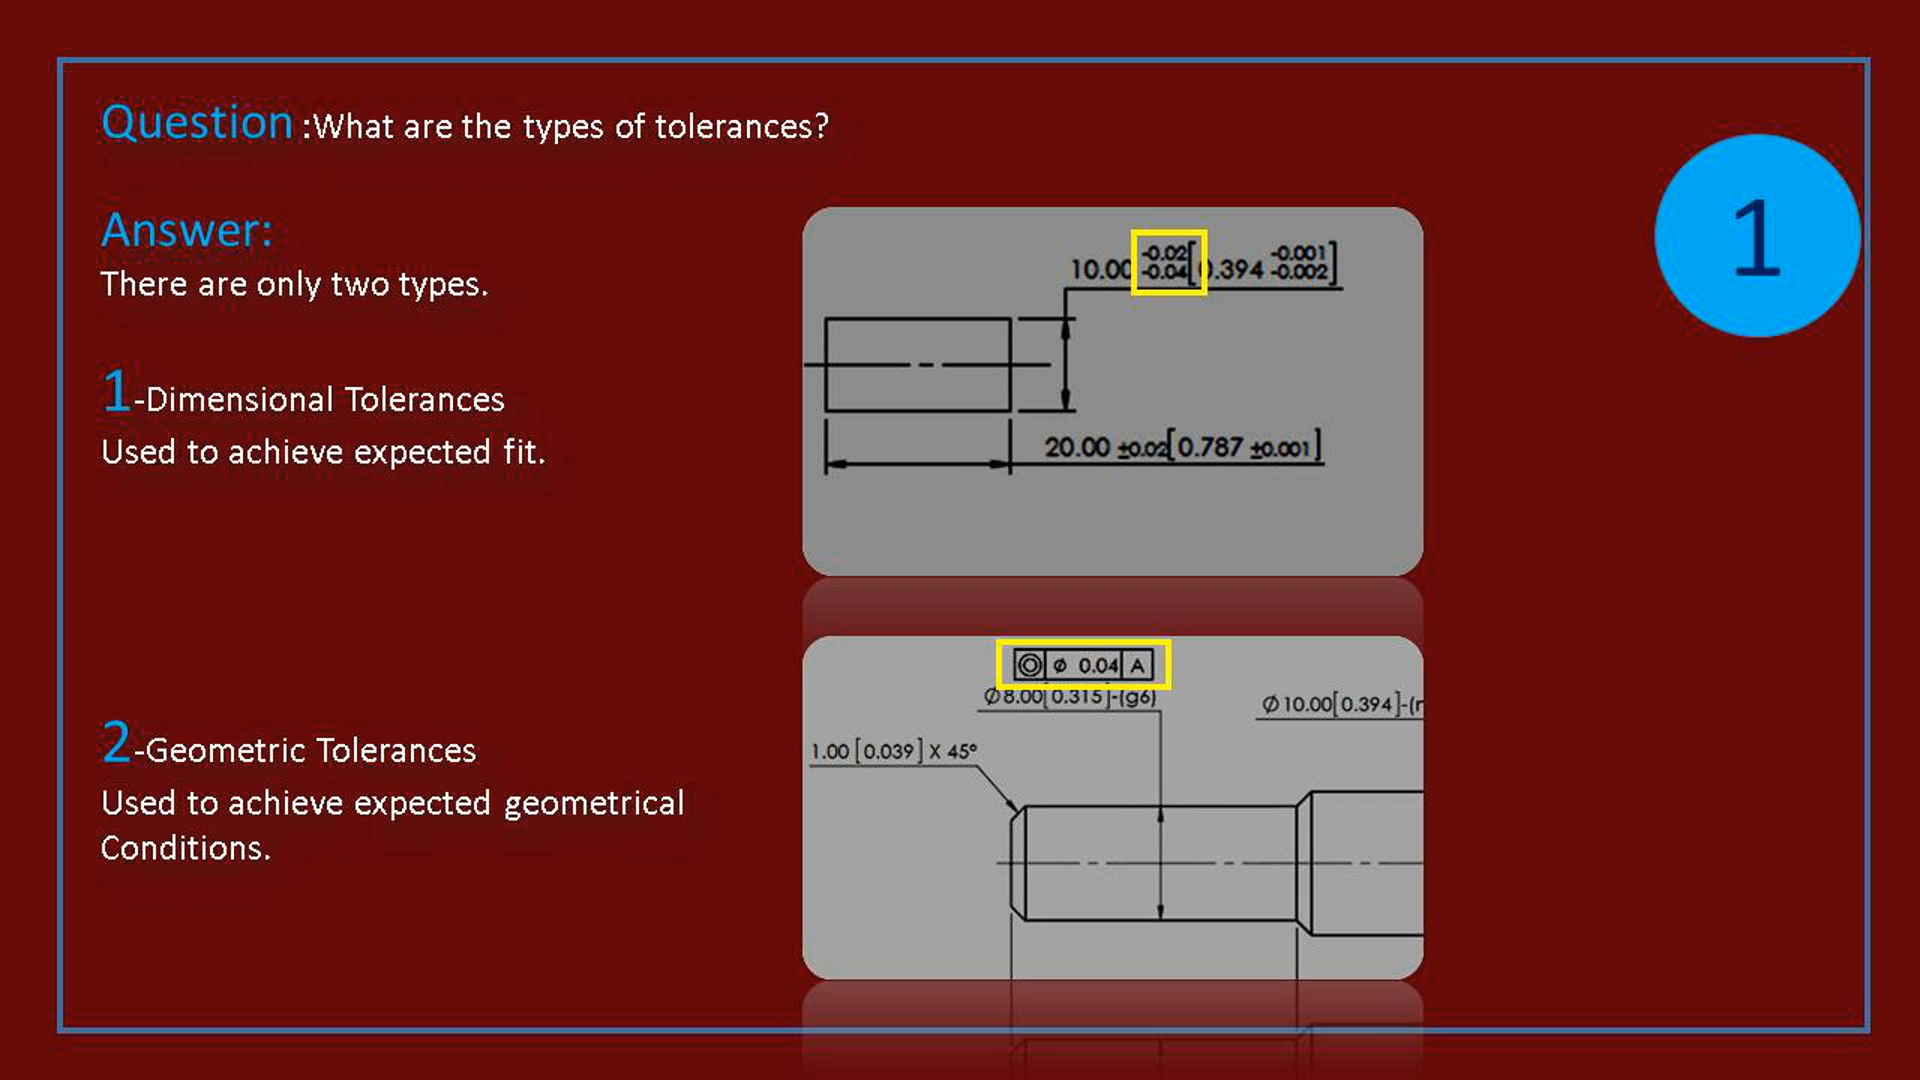 Question :What are the types of tolerances?
1
Answer:
There are only two types.
1-Dimensional Tolerances
Used to achieve expected fit.
10.00 -0.02 -0.04 [0.394 -0.001 -0.002]
20.00 ±0.02[0.787 ±0.001]
2-Geometric Tolerances
Used to achieve expected geometrical
Conditions.
◎ ⌀ 0.04 A
⌀8.00[0.315]-(g6)
⌀10.00[0.394]-(
1.00 [0.039] X 45°